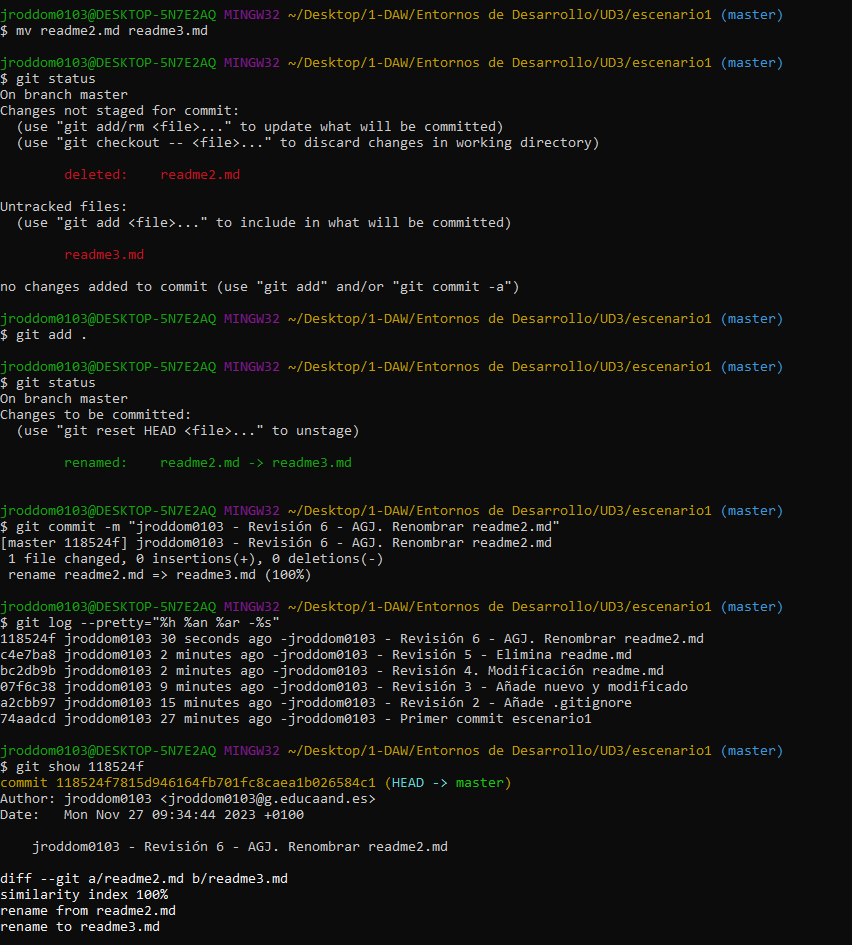 jroddom0103@DESKTOP-5N7E2AQ MINGW32 ~/Desktop/1-DAW/Entornos de Desarrollo/UD3/escenario1 (master)
$ mv readme2.md readme3.md
jroddom0103@DESKTOP-5N7E2AQ MINGW32 ~/Desktop/1-DAW/Entornos de Desarrollo/UD3/escenario1 (master)
$ git status
On branch master
Changes not staged for commit:
  (use "git add/rm <file>..." to update what will be committed)
  (use "git checkout -- <file>..." to discard changes in working directory)
        deleted:    readme2.md
Untracked files:
  (use "git add <file>..." to include in what will be committed)
        readme3.md
no changes added to commit (use "git add" and/or "git commit -a")
jroddom0103@DESKTOP-5N7E2AQ MINGW32 ~/Desktop/1-DAW/Entornos de Desarrollo/UD3/escenario1 (master)
$ git add .
jroddom0103@DESKTOP-5N7E2AQ MINGW32 ~/Desktop/1-DAW/Entornos de Desarrollo/UD3/escenario1 (master)
$ git status
On branch master
Changes to be committed:
  (use "git reset HEAD <file>..." to unstage)
        renamed:    readme2.md -> readme3.md
jroddom0103@DESKTOP-5N7E2AQ MINGW32 ~/Desktop/1-DAW/Entornos de Desarrollo/UD3/escenario1 (master)
$ git commit -m "jroddom0103 - Revisión 6 - AGJ. Renombrar readme2.md"
[master 118524f] jroddom0103 - Revisión 6 - AGJ. Renombrar readme2.md
 1 file changed, 0 insertions(+), 0 deletions(-)
 rename readme2.md => readme3.md (100%)
jroddom0103@DESKTOP-5N7E2AQ MINGW32 ~/Desktop/1-DAW/Entornos de Desarrollo/UD3/escenario1 (master)
$ git log --pretty="%h %an %ar -%s"
118524f jroddom0103 30 seconds ago -jroddom0103 - Revisión 6 - AGJ. Renombrar readme2.md
c4e7ba8 jroddom0103 2 minutes ago -jroddom0103 - Revisión 5 - Elimina readme.md
bc2db9b jroddom0103 2 minutes ago -jroddom0103 - Revisión 4. Modificación readme.md
07f6c38 jroddom0103 9 minutes ago -jroddom0103 - Revisión 3 - Añade nuevo y modificado
a2cbb97 jroddom0103 15 minutes ago -jroddom0103 - Revisión 2 - Añade .gitignore
74aadcd jroddom0103 27 minutes ago -jroddom0103 - Primer commit escenario1
jroddom0103@DESKTOP-5N7E2AQ MINGW32 ~/Desktop/1-DAW/Entornos de Desarrollo/UD3/escenario1 (master)
$ git show 118524f
commit 118524f7815d946164fb701fc8caea1b026584c1 (HEAD -> master)
Author: jroddom0103 <jroddom0103@g.educaand.es>
Date:   Mon Nov 27 09:34:44 2023 +0100
    jroddom0103 - Revisión 6 - AGJ. Renombrar readme2.md
diff --git a/readme2.md b/readme3.md
similarity index 100%
rename from readme2.md
rename to readme3.md